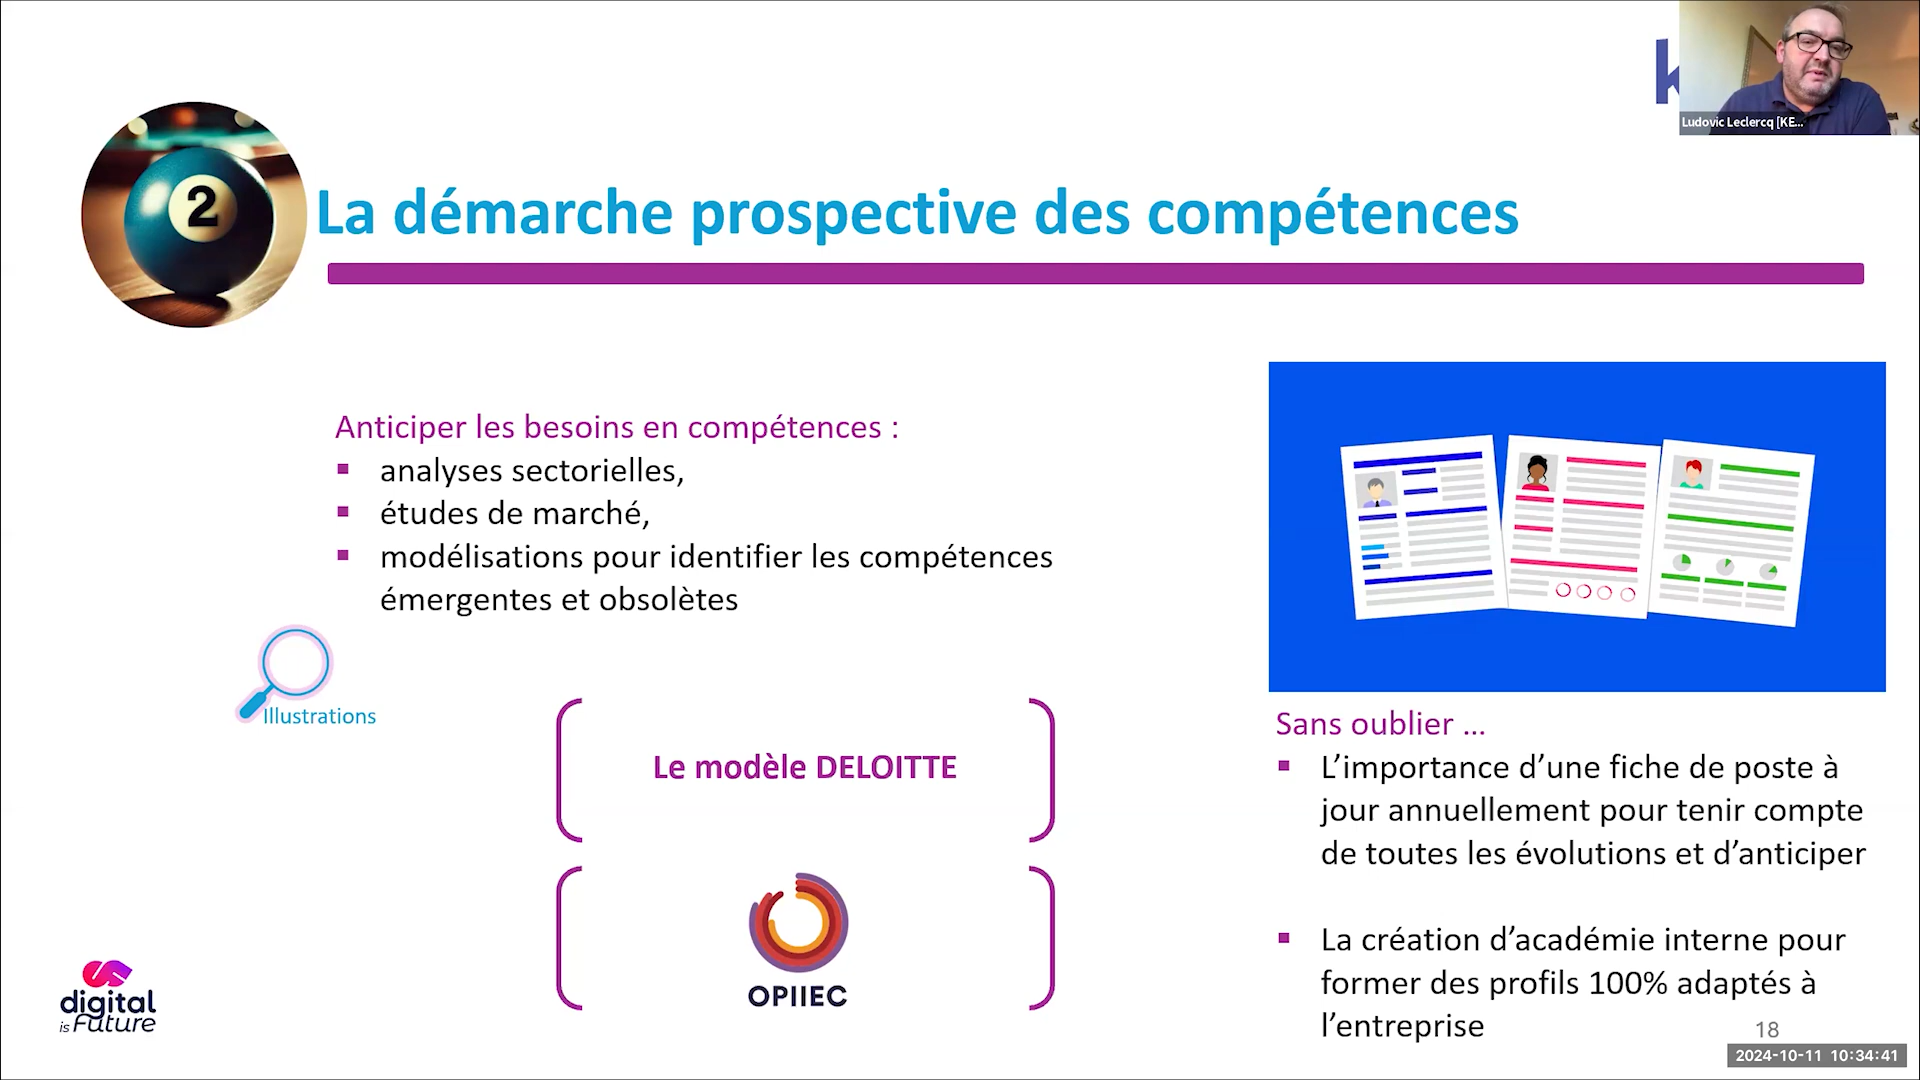 k
Ludovic Leclercq [KE...
2
La démarche prospective des compétences
Anticiper les besoins en compétences :
▪ analyses sectorielles,
▪ études de marché,
▪ modélisations pour identifier les compétences
émergentes et obsolètes
Illustrations
Le modèle DELOITTE
OPIIEC
Sans oublier ...
▪ L’importance d’une fiche de poste à
jour annuellement pour tenir compte
de toutes les évolutions et d’anticiper
▪ La création d’académie interne pour
former des profils 100% adaptés à
l’entreprise
digital
is Future
18
2024-10-11 10:34:41